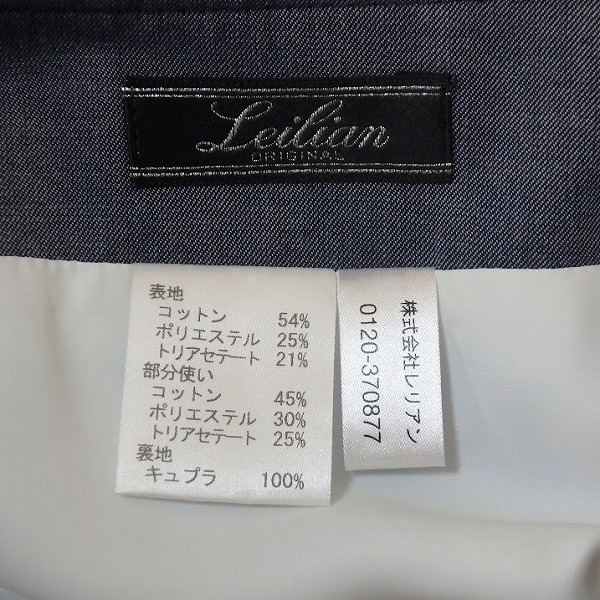 Leilian
ORIGINAL
表地
コットン 54%
ポリエステル 25%
トリアセテート 21%
部分使い
コットン 45%
ポリエステル 30%
トリアセテート 25%
裏地
キュプラ 100%
株式会社レリアン
0120-370877